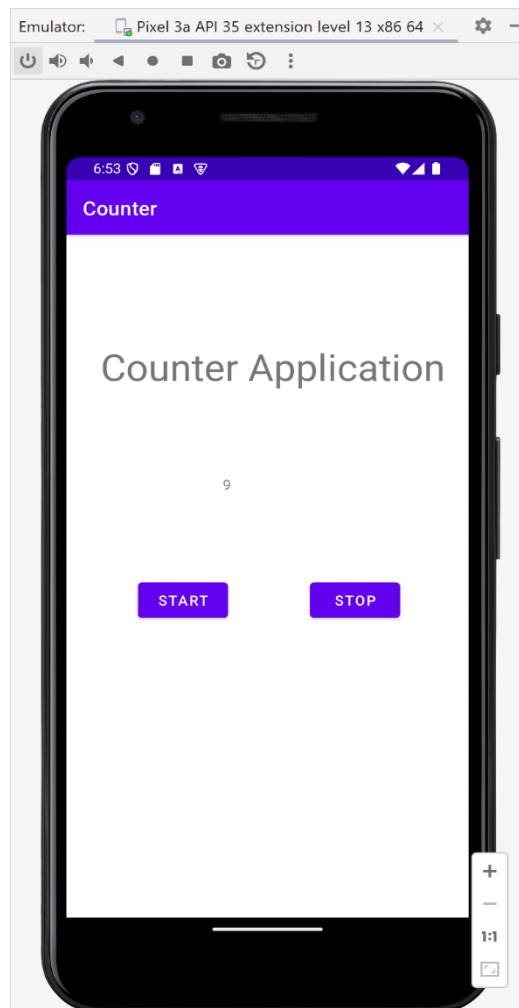 Emulator: Pixel 3a API 35 extension level 13 x86 64
6:53
Counter
Counter Application
9
START STOP
1:1